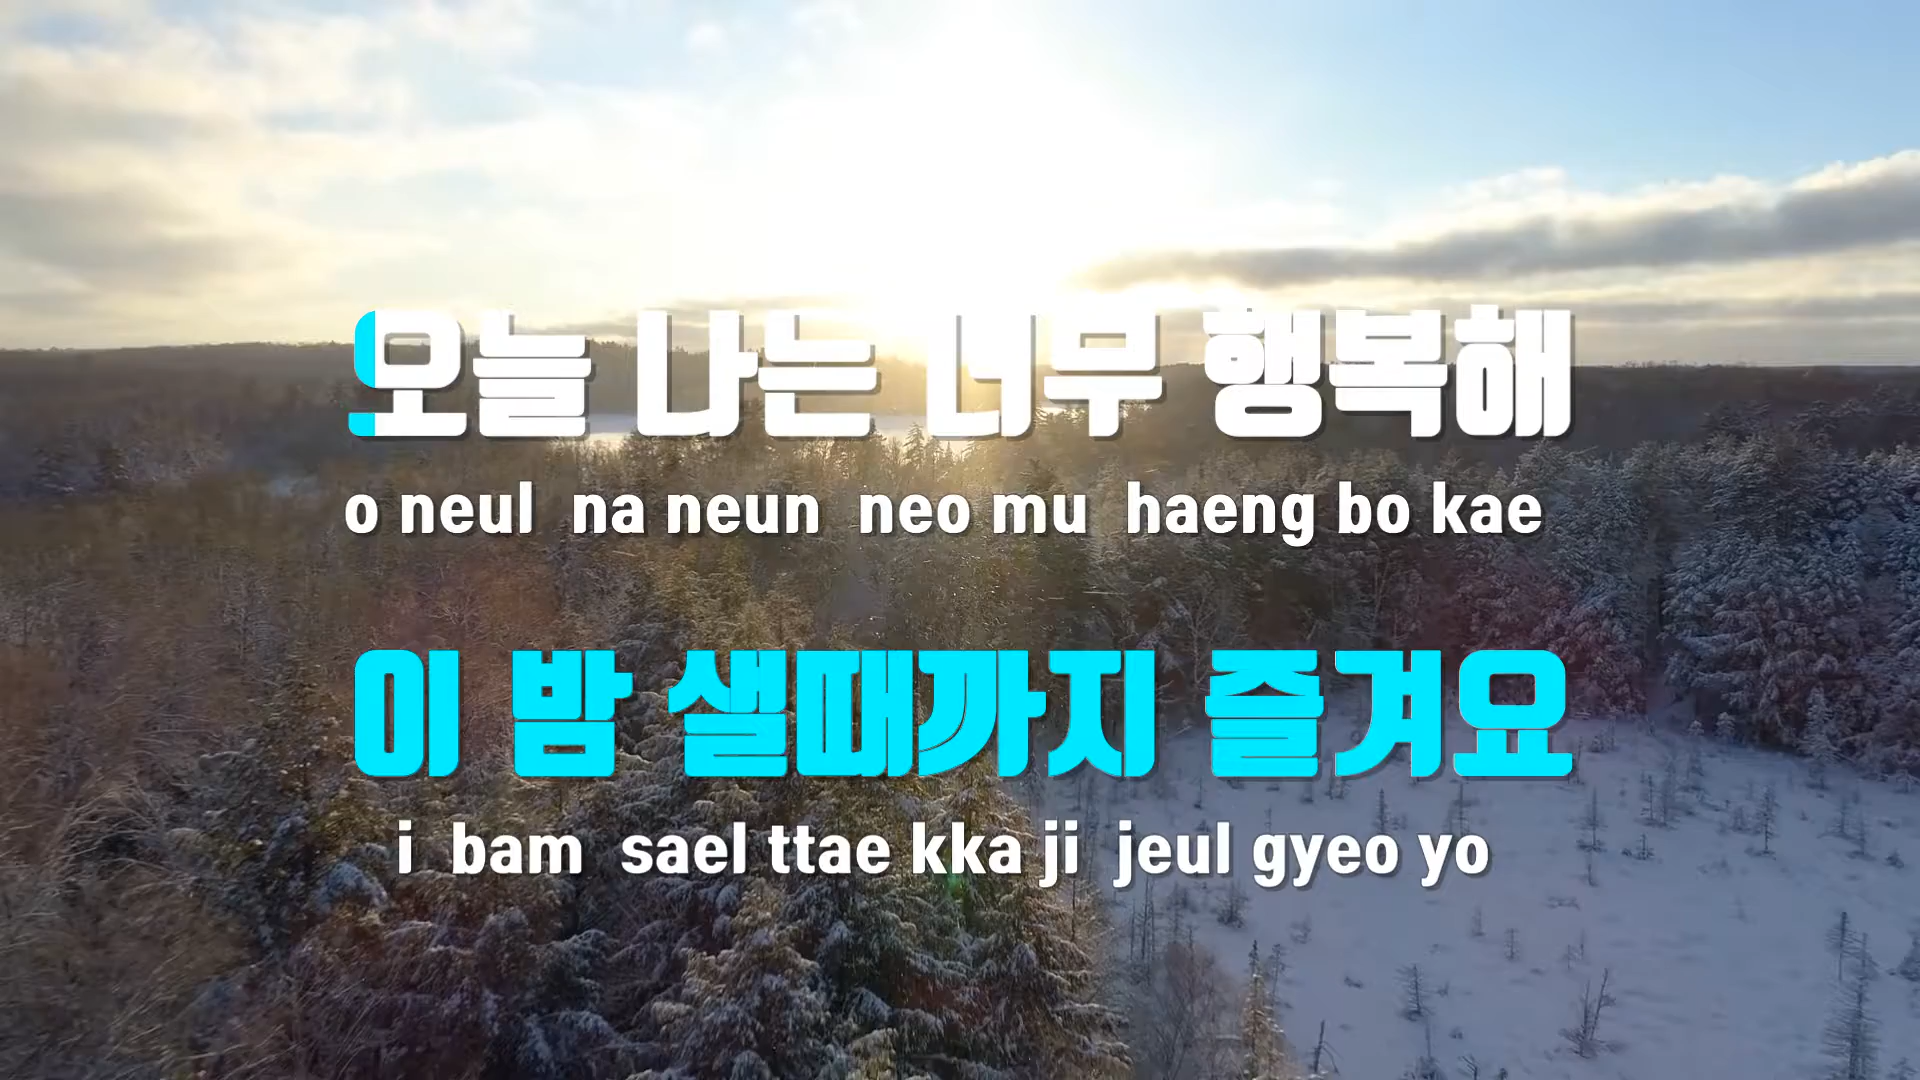 오늘 나는 너무 행복해
o neul na neun neo mu haeng bo kae
이 밤 샐때까지 즐겨요
i bam sael ttae kka ji jeul gyeo yo